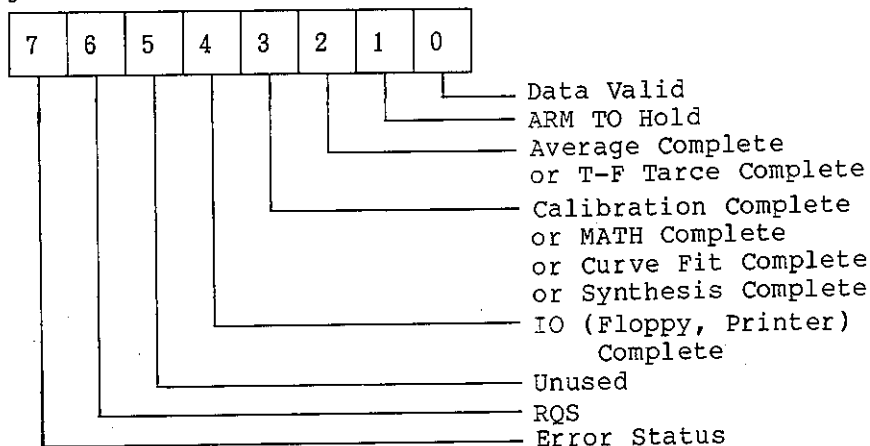 7 6 5 4 3 2 1 0
Data Valid
ARM TO Hold
Average Complete
or T-F Tarce Complete
Calibration Complete
or MATH Complete
or Curve Fit Complete
or Synthesis Complete
IO (Floppy, Printer)
Complete
Unused
RQS
Error Status